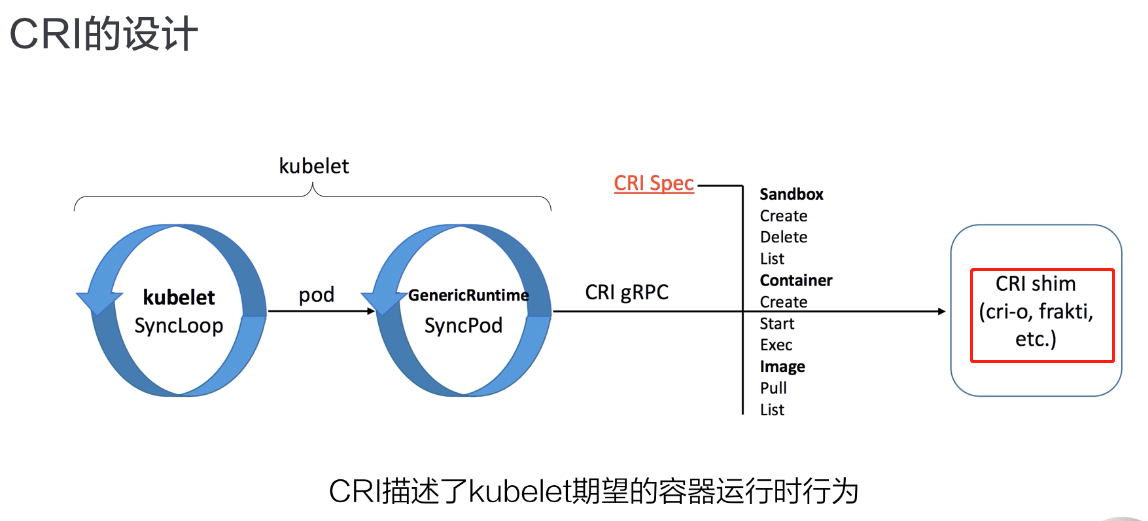 CRI的设计
kubelet
kubelet
SyncLoop
pod
GenericRuntime
SyncPod
CRI gRPC
CRI Spec
Sandbox
Create
Delete
List
Container
Create
Start
Exec
Image
Pull
List
CRI shim
(cri-o, frakti,
etc.)
CRI描述了kubelet期望的容器运行时行为